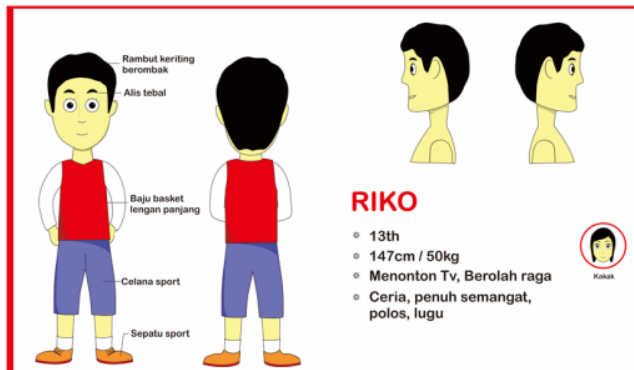 Rambut keriting
berombak
Alis tebal
Baju basket
lengan panjang
Celana sport
Sepatu sport
RIKO
13th
147cm / 50kg
Menonton Tv, Berolah raga
Ceria, penuh semangat,
polos, lugu
Kakak